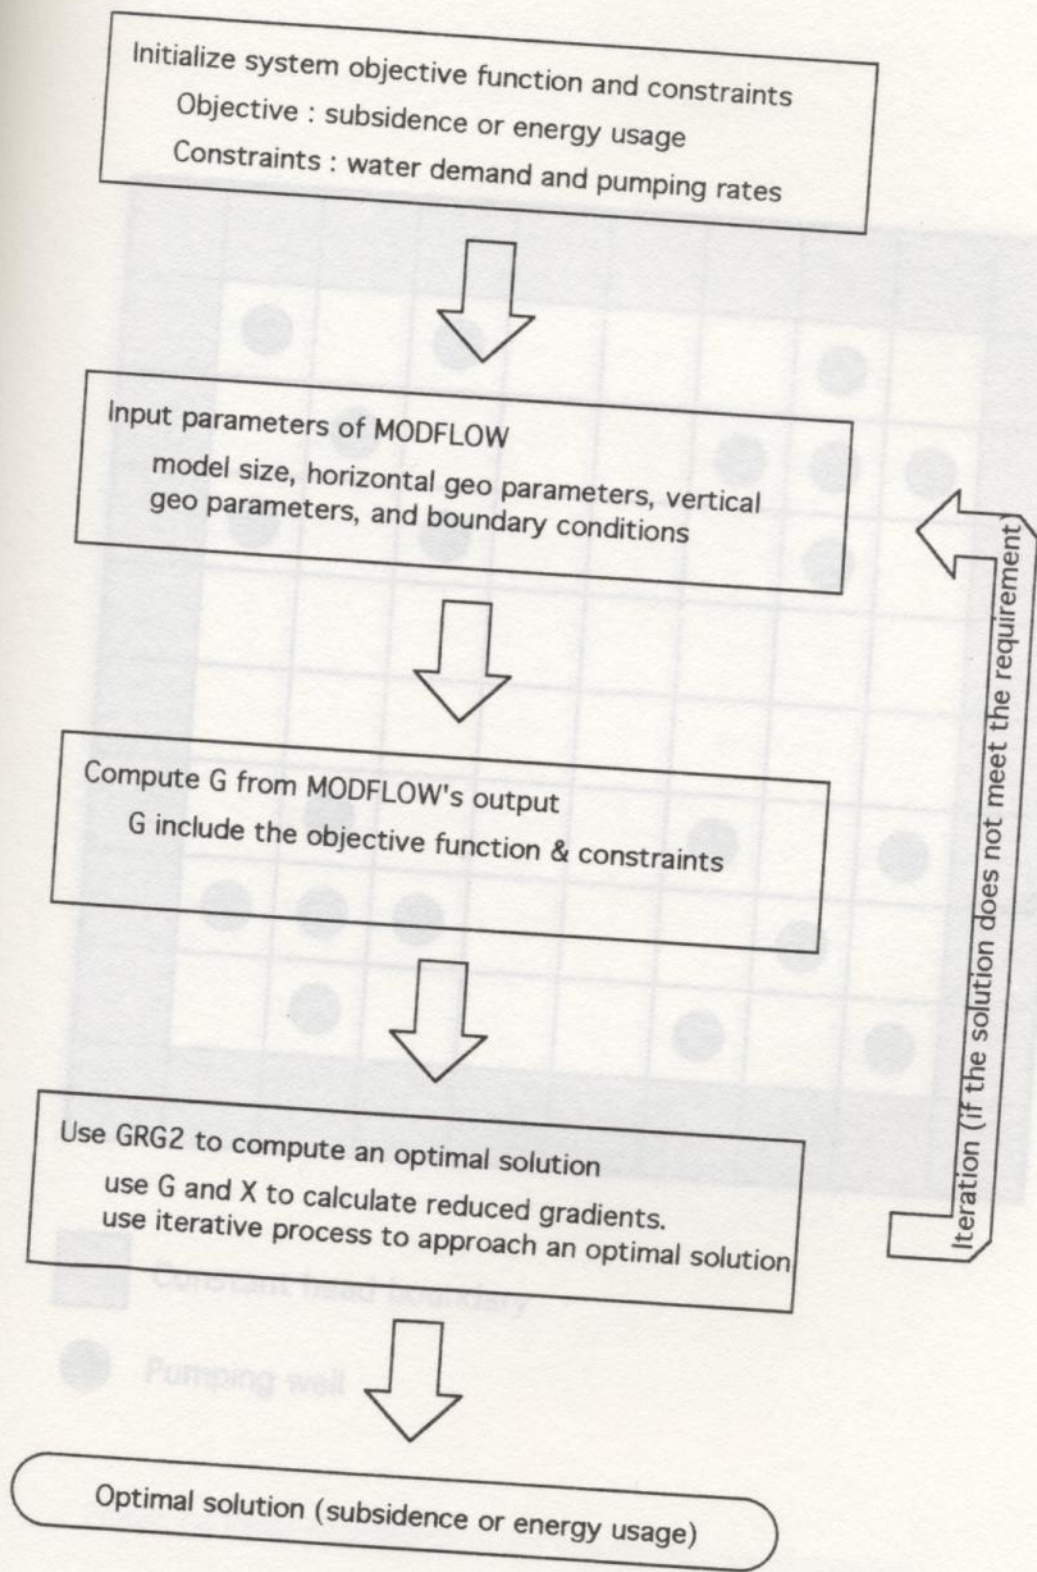 Initialize system objective function and constraints
Objective : subsidence or energy usage
Constraints : water demand and pumping rates
Input parameters of MODFLOW
model size, horizontal geo parameters, vertical
geo parameters, and boundary conditions
Compute G from MODFLOW's output
G include the objective function & constraints
Use GRG2 to compute an optimal solution
use G and X to calculate reduced gradients.
use iterative process to approach an optimal solution
Iteration (if the solution does not meet the requirement)
Constant head boundary
Pumping well
Optimal solution (subsidence or energy usage)